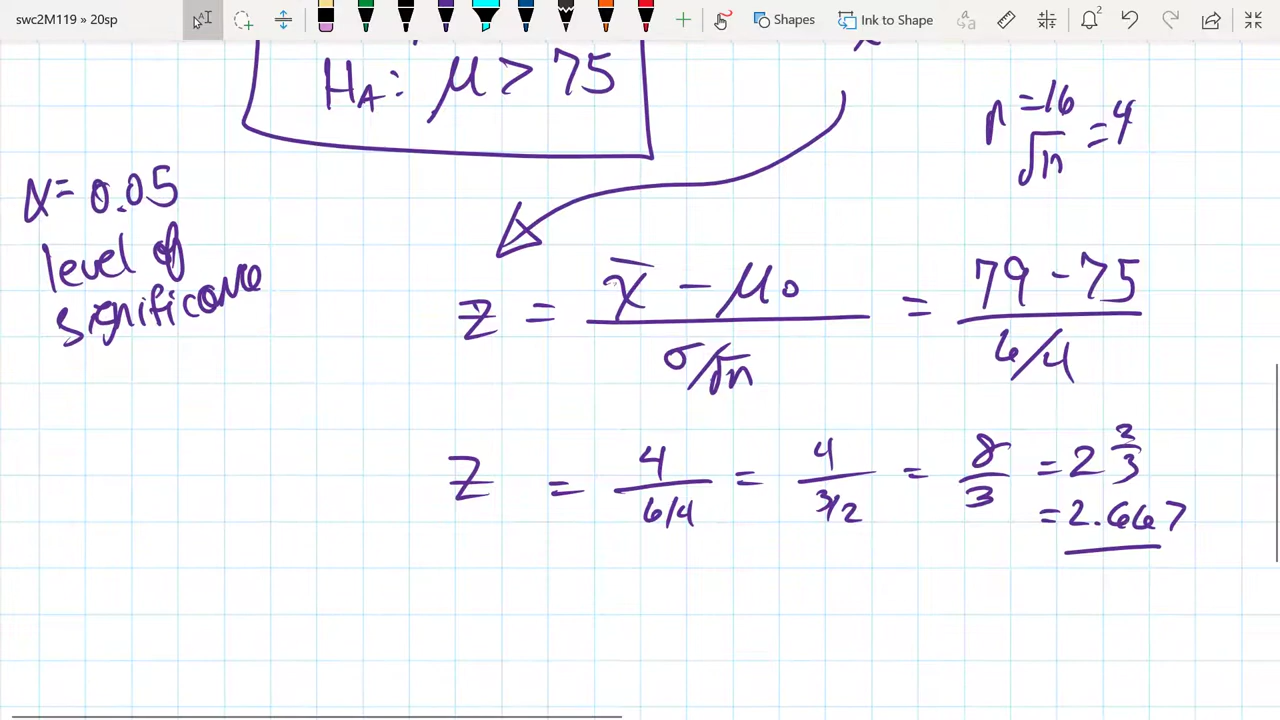 swc2M119 » 20sp
Shapes
Ink to Shape
H_A: μ > 75
n = 16
√n = 4
α = 0.05
level of
significance
z = (x̄ − μ₀)/(σ/√n) = (79 − 75)/(6/4)
z = 4/(6/4) = 4/(3/2) = 8/3 = 2 2/3
= 2.667